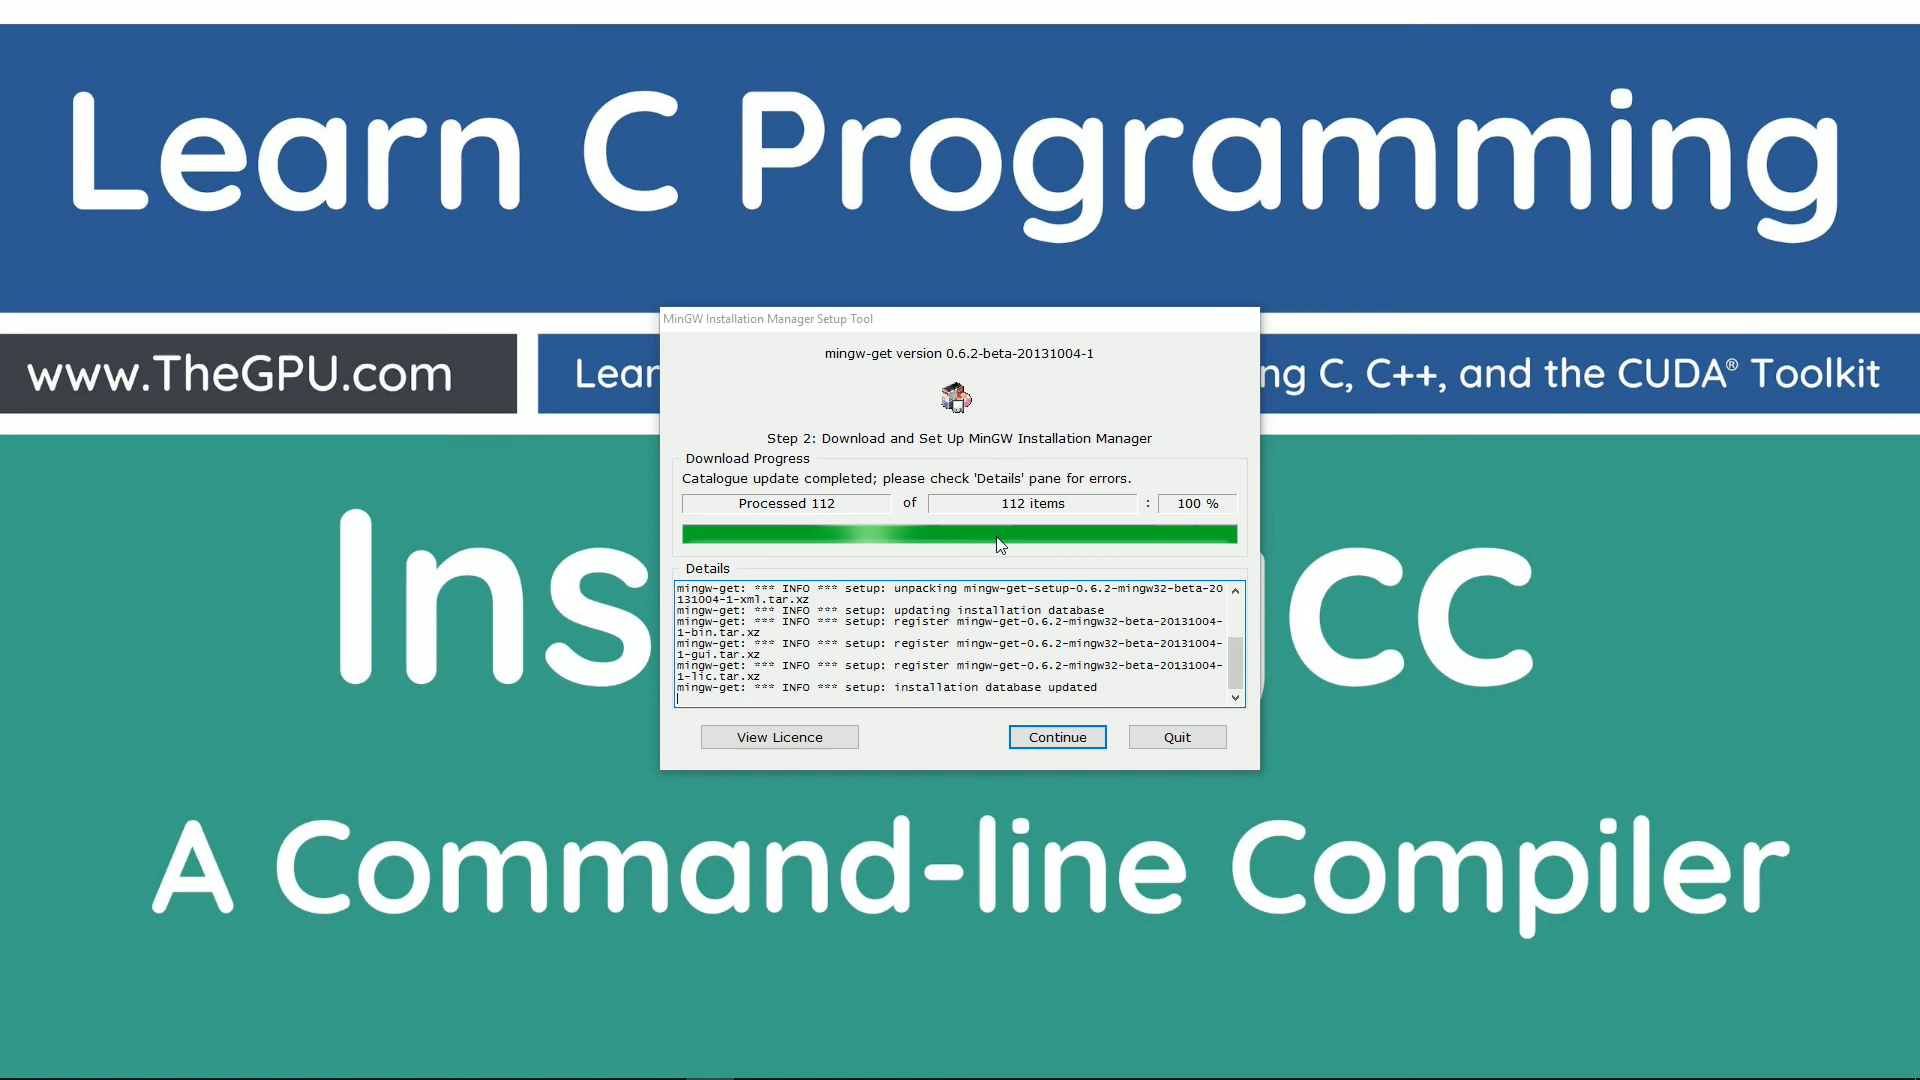 Learn C Programming
www.TheGPU.com
Lear
ng C, C++, and the CUDA® Toolkit
MinGW Installation Manager Setup Tool
mingw-get version 0.6.2-beta-20131004-1
Step 2: Download and Set Up MinGW Installation Manager
Download Progress
Catalogue update completed; please check 'Details' pane for errors.
Processed 112 of 112 items : 100 %
Details
mingw-get: *** INFO *** setup: unpacking mingw-get-setup-0.6.2-mingw32-beta-20
131004-1-xml.tar.xz
mingw-get: *** INFO *** setup: updating installation database
mingw-get: *** INFO *** setup: register mingw-get-0.6.2-mingw32-beta-20131004-
1-bin.tar.xz
mingw-get: *** INFO *** setup: register mingw-get-0.6.2-mingw32-beta-20131004-
1-gui.tar.xz
mingw-get: *** INFO *** setup: register mingw-get-0.6.2-mingw32-beta-20131004-
1-lic.tar.xz
mingw-get: *** INFO *** setup: installation database updated
View Licence Continue Quit
Ins
cc
A Command-line Compiler